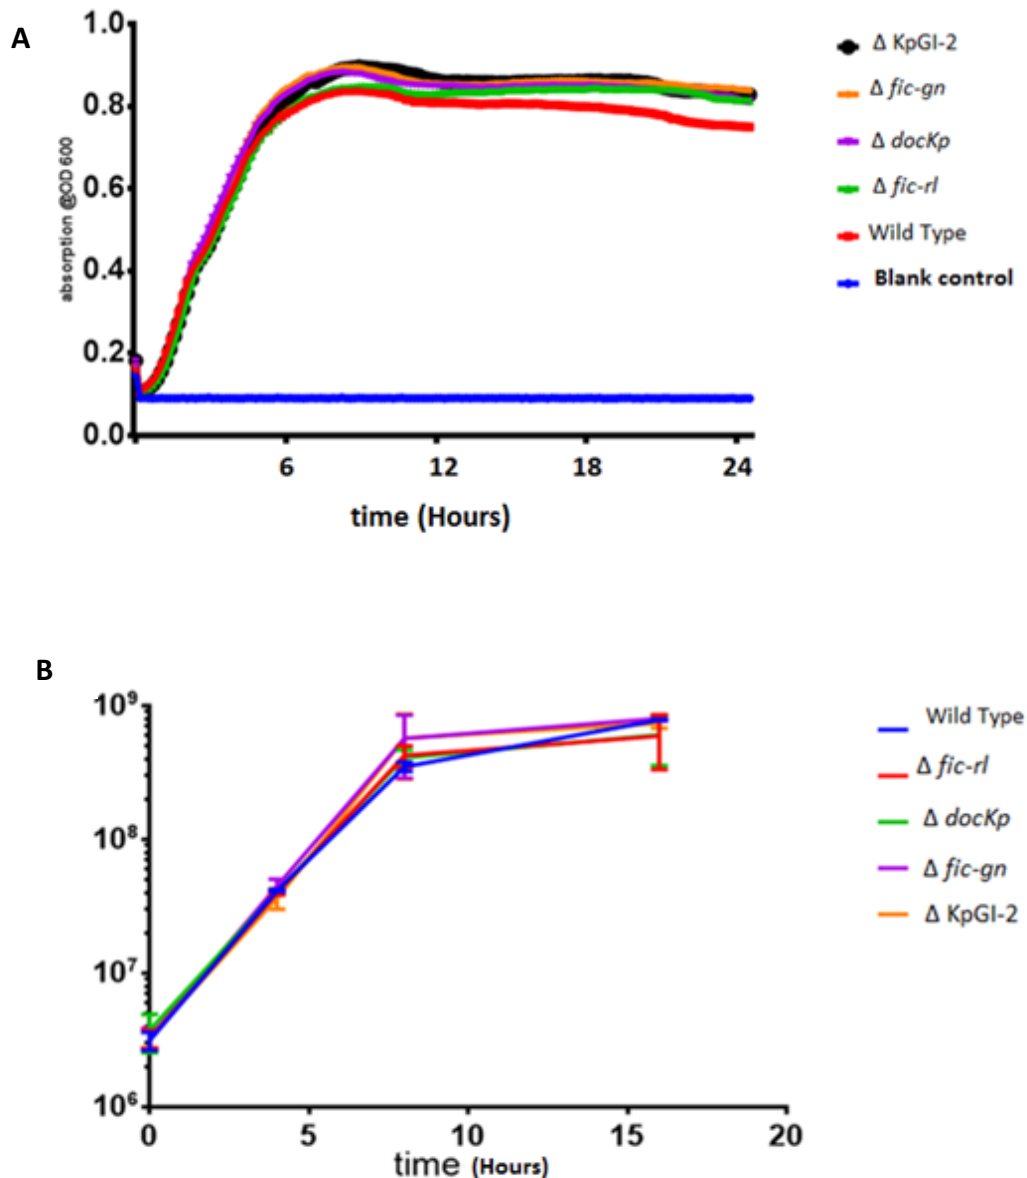 A
1.0
0.8
0.6
0.4
0.2
0.0
absorption @OD600
6
12
18
24
time (Hours)
Δ KpGI-2
Δ fic-gn
Δ docKp
Δ fic-rl
Wild Type
Blank control
B
10⁹
10⁸
10⁷
10⁶
0
5
10
15
20
time (Hours)
Wild Type
Δ fic-rl
Δ docKp
Δ fic-gn
Δ KpGI-2